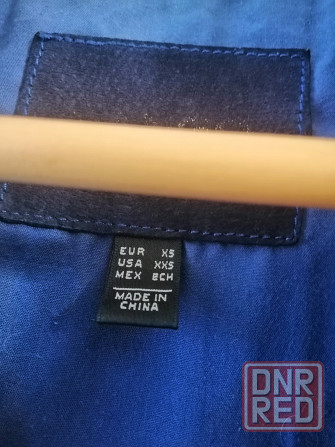 EUR XS
USA XXS
MEX ECH
MADE IN
CHINA
DNR
RED